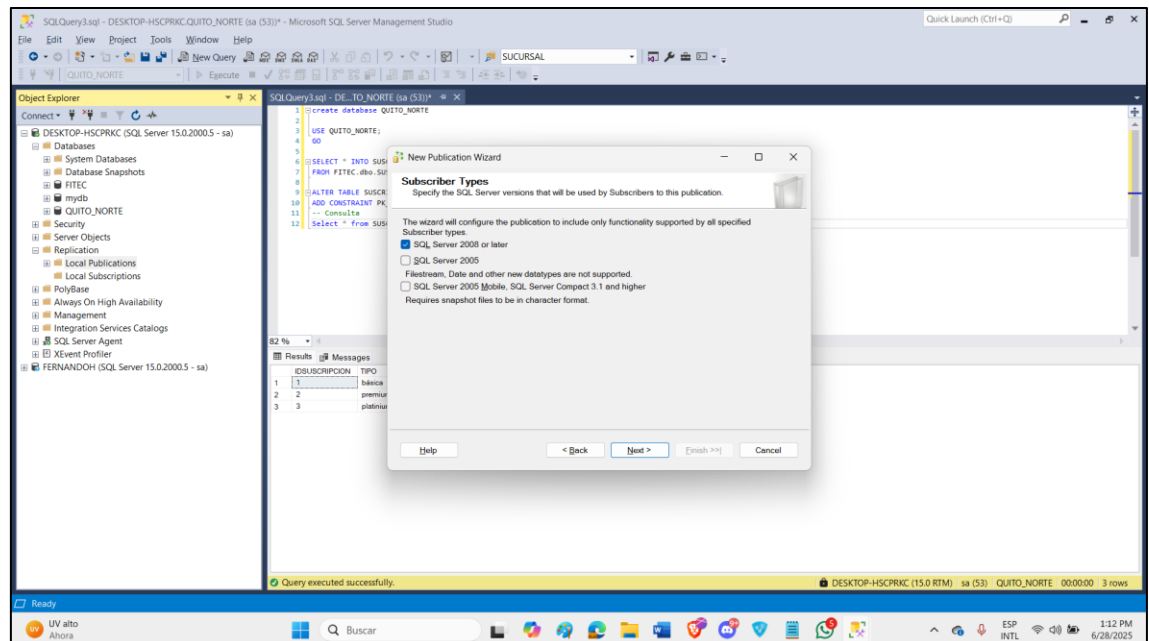 SQLQuery3.sql - DESKTOP-HSCPRKC.QUITO_NORTE (sa (53))* - Microsoft SQL Server Management Studio
Quick Launch (Ctrl+Q)
File Edit View Project Tools Window Help
New Query
SUCURSAL
QUITO_NORTE
Execute
Object Explorer
SQLQuery3.sql - DE...TO_NORTE (sa (53))*
Connect
DESKTOP-HSCPRKC (SQL Server 15.0.2000.5 - sa)
Databases
System Databases
Database Snapshots
FITEC
mydb
QUITO_NORTE
Security
Server Objects
Replication
Local Publications
Local Subscriptions
PolyBase
Always On High Availability
Management
Integration Services Catalogs
SQL Server Agent
XEvent Profiler
FERNANDOH (SQL Server 15.0.2000.5 - sa)
1 create database QUITO_NORTE
2
3 USE QUITO_NORTE;
4 GO
5
6 SELECT * INTO SUS
7 FROM FITEC.dbo.SU
8
9 ALTER TABLE SUSCR
10 ADD CONSTRAINT PK_
11 -- Consulta
12 Select * from SUS
New Publication Wizard
Subscriber Types
Specify the SQL Server versions that will be used by Subscribers to this publication.
The wizard will configure the publication to include only functionality supported by all specified
Subscriber types.
SQL Server 2008 or later
SQL Server 2005
Filestream, Date and other new datatypes are not supported.
SQL Server 2005 Mobile, SQL Server Compact 3.1 and higher
Requires snapshot files to be in character format.
Help
< Back
Next >
Finish >>|
Cancel
82 %
Results Messages
IDSUSCRIPCION TIPO
1 1 básica
2 2 premiur
3 3 platiniur
Query executed successfully.
DESKTOP-HSCPRKC (15.0 RTM) sa (53) QUITO_NORTE 00:00:00 3 rows
Ready
UV alto
Ahora
Buscar
ESP
INTL
1:12 PM
6/28/2025